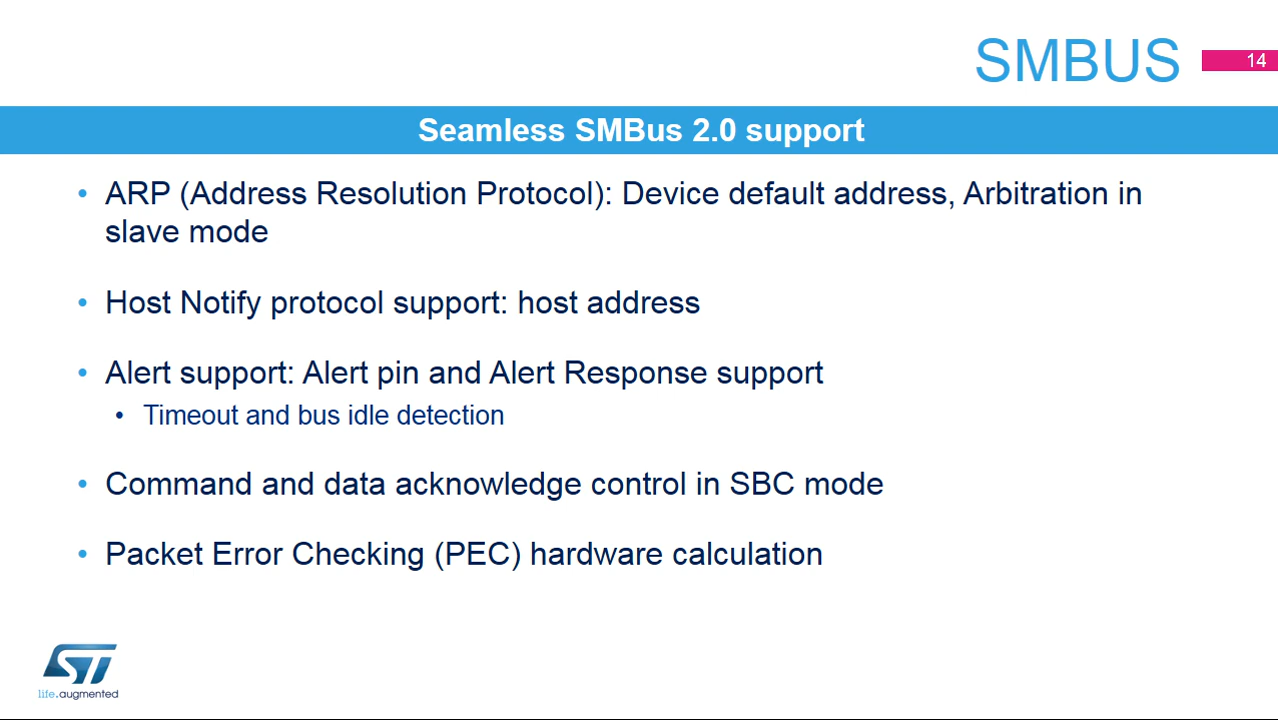 SMBUS
14
Seamless SMBus 2.0 support
• ARP (Address Resolution Protocol): Device default address, Arbitration in
slave mode
• Host Notify protocol support: host address
• Alert support: Alert pin and Alert Response support
• Timeout and bus idle detection
• Command and data acknowledge control in SBC mode
• Packet Error Checking (PEC) hardware calculation
ST
life.augmented